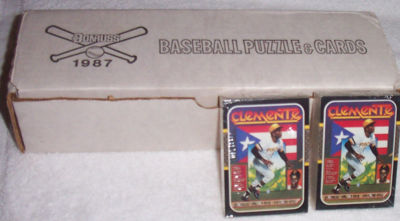 DONRUSS
1987
BASEBALL PUZZLE & CARDS
CLEMENTE
CLEMENTE